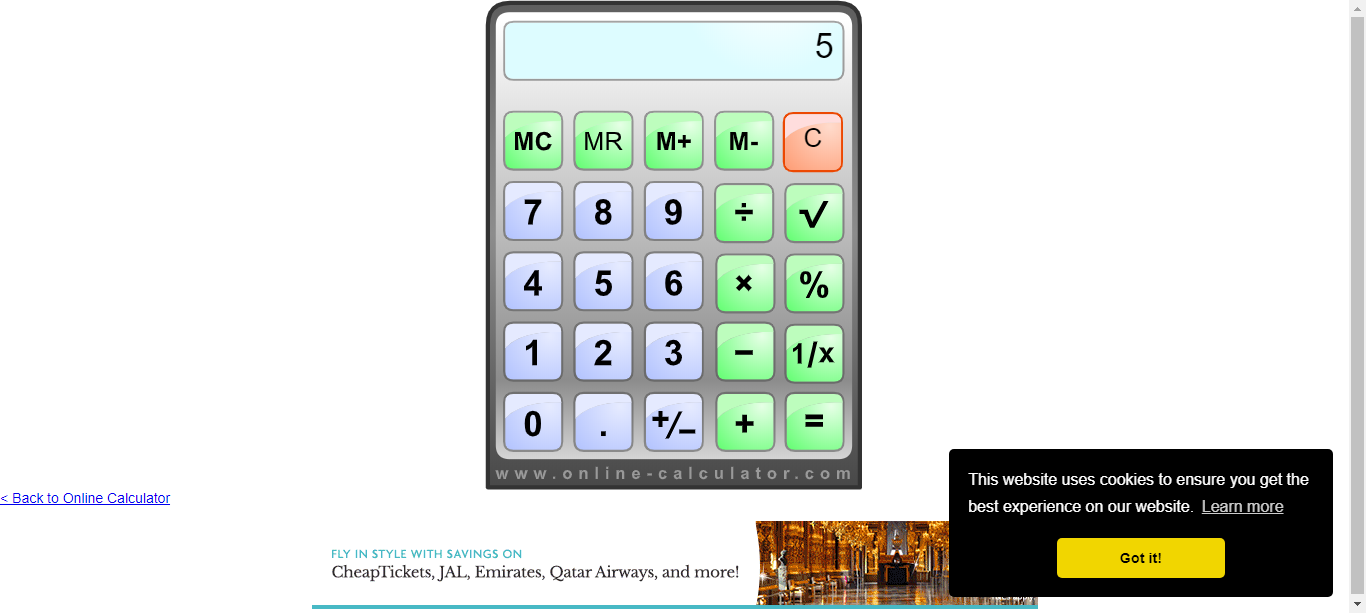 5
MC MR M+ M- C
7 8 9 ÷ √
4 5 6 × %
1 2 3 − 1/x
0 . +/− + =
www.online-calculator.com
< Back to Online Calculator
FLY IN STYLE WITH SAVINGS ON
CheapTickets, JAL, Emirates, Qatar Airways, and more!
This website uses cookies to ensure you get the
best experience on our website. Learn more
Got it!